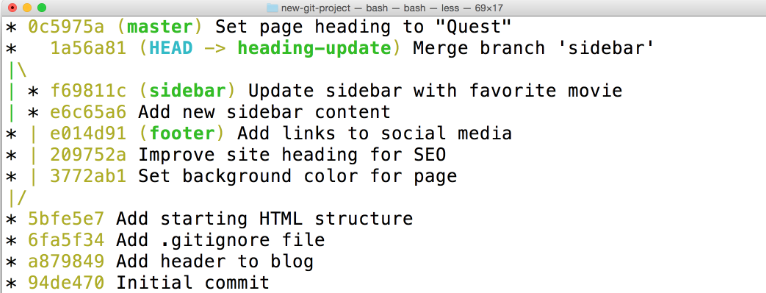 new-git-project — bash — bash — less — 69×17
* 0c5975a (master) Set page heading to "Quest"
*   1a56a81 (HEAD -> heading-update) Merge branch 'sidebar'
|\
| * f69811c (sidebar) Update sidebar with favorite movie
| * e6c65a6 Add new sidebar content
* | e014d91 (footer) Add links to social media
* | 209752a Improve site heading for SEO
* | 3772ab1 Set background color for page
|/
* 5bfe5e7 Add starting HTML structure
* 6fa5f34 Add .gitignore file
* a879849 Add header to blog
* 94de470 Initial commit